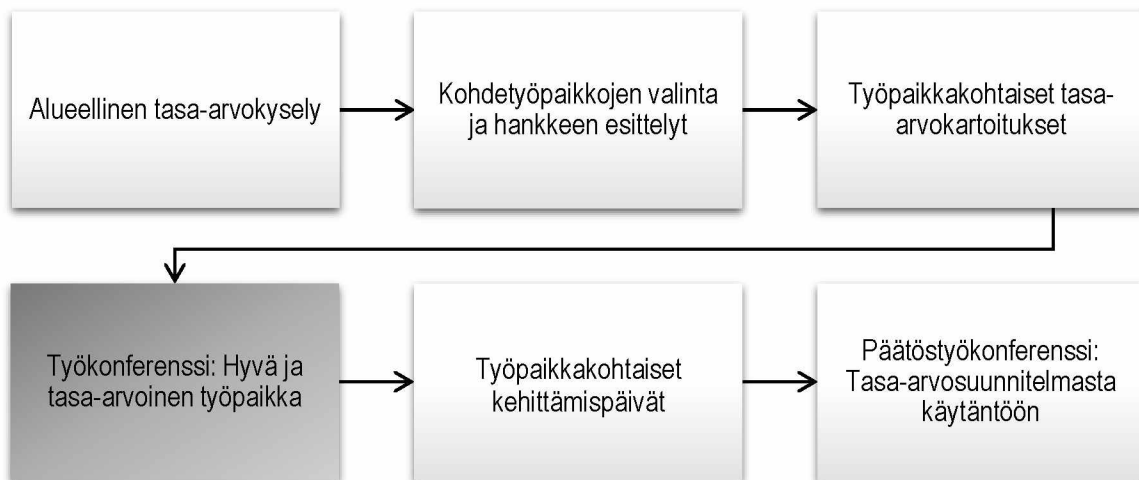 Alueellinen tasa-arvokysely
Kohdetyöpaikkojen valinta
ja hankkeen esittelyt
Työpaikkakohtaiset tasa-
arvokartoitukset
Työkonferenssi: Hyvä ja
tasa-arvoinen työpaikka
Työpaikkakohtaiset
kehittämispäivät
Päätöstyökonferenssi:
Tasa-arvosuunnitelmasta
käytäntöön